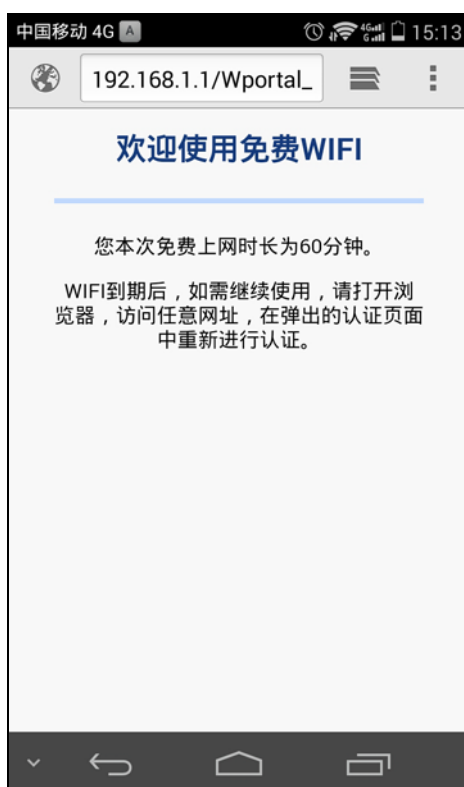 中国移动 4G A 4G G 15:13
192.168.1.1/Wportal_
欢迎使用免费WIFI
您本次免费上网时长为60分钟。
WIFI到期后，如需继续使用，请打开浏
览器，访问任意网址，在弹出的认证页面
中重新进行认证。